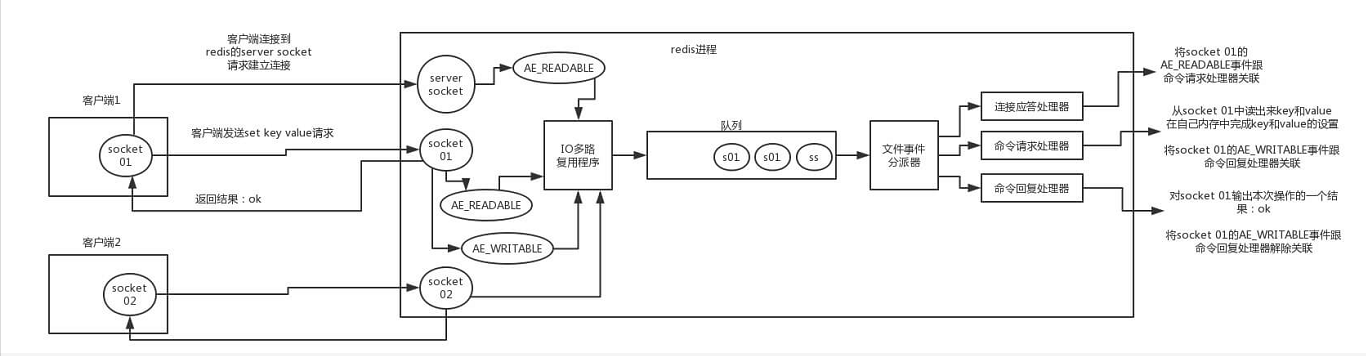 客户端连接到
redis的server socket
请求建立连接
客户端1
socket
01
客户端发送set key value请求
返回结果：ok
客户端2
socket
02
redis进程
server
socket
AE_READABLE
socket
01
AE_READABLE
AE_WRITABLE
socket
02
IO多路
复用程序
队列
s01
s01
ss
文件事件
分派器
连接应答处理器
命令请求处理器
命令回复处理器
将socket 01的
AE_READABLE事件跟
命令请求处理器关联
从socket 01中读出来key和value
在自己内存中完成key和value的设置
将socket 01的AE_WRITABLE事件跟
命令回复处理器关联
对socket 01输出本次操作的一个结
果：ok
将socket 01的AE_WRITABLE事件跟
命令回复处理器解除关联